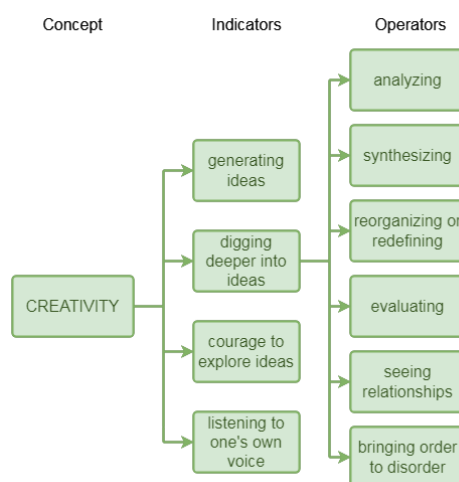 Concept
Indicators
Operators
CREATIVITY
generating
ideas
digging
deeper into
ideas
courage to
explore ideas
listening to
one's own
voice
analyzing
synthesizing
reorganizing or
redefining
evaluating
seeing
relationships
bringing order
to disorder